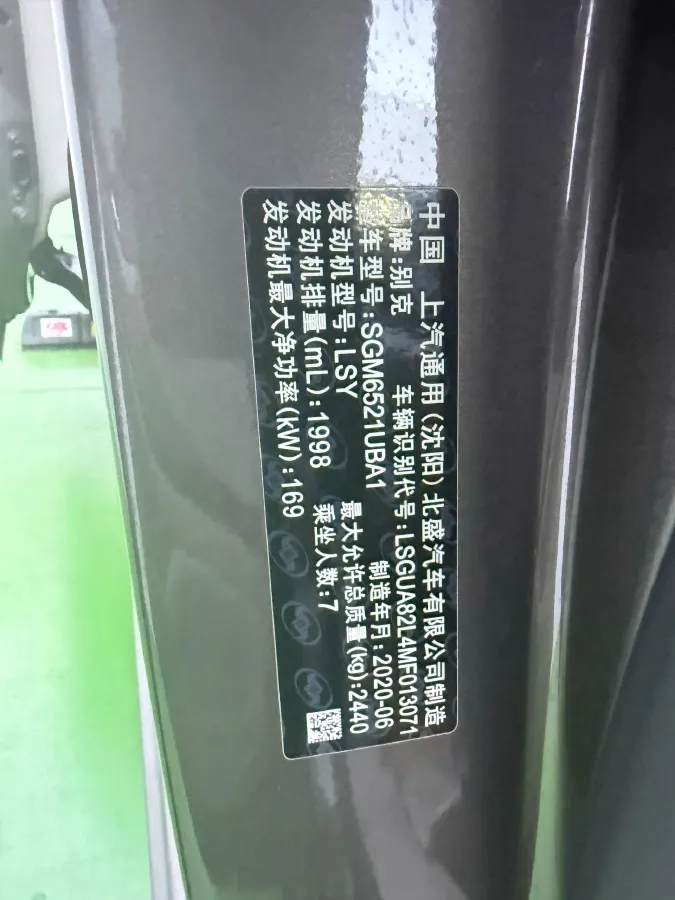 中国 上汽通用(沈阳)北盛汽车有限公司制造
品牌:别克 车辆识别代号:LSGUA82L4MF013071
整车型号:SGM6521UBA1 制造年月:2020-06
发动机型号:LSY 最大允许总质量(kg):2440
发动机排量(mL):1998 乘坐人数:7
发动机最大净功率(kW):169